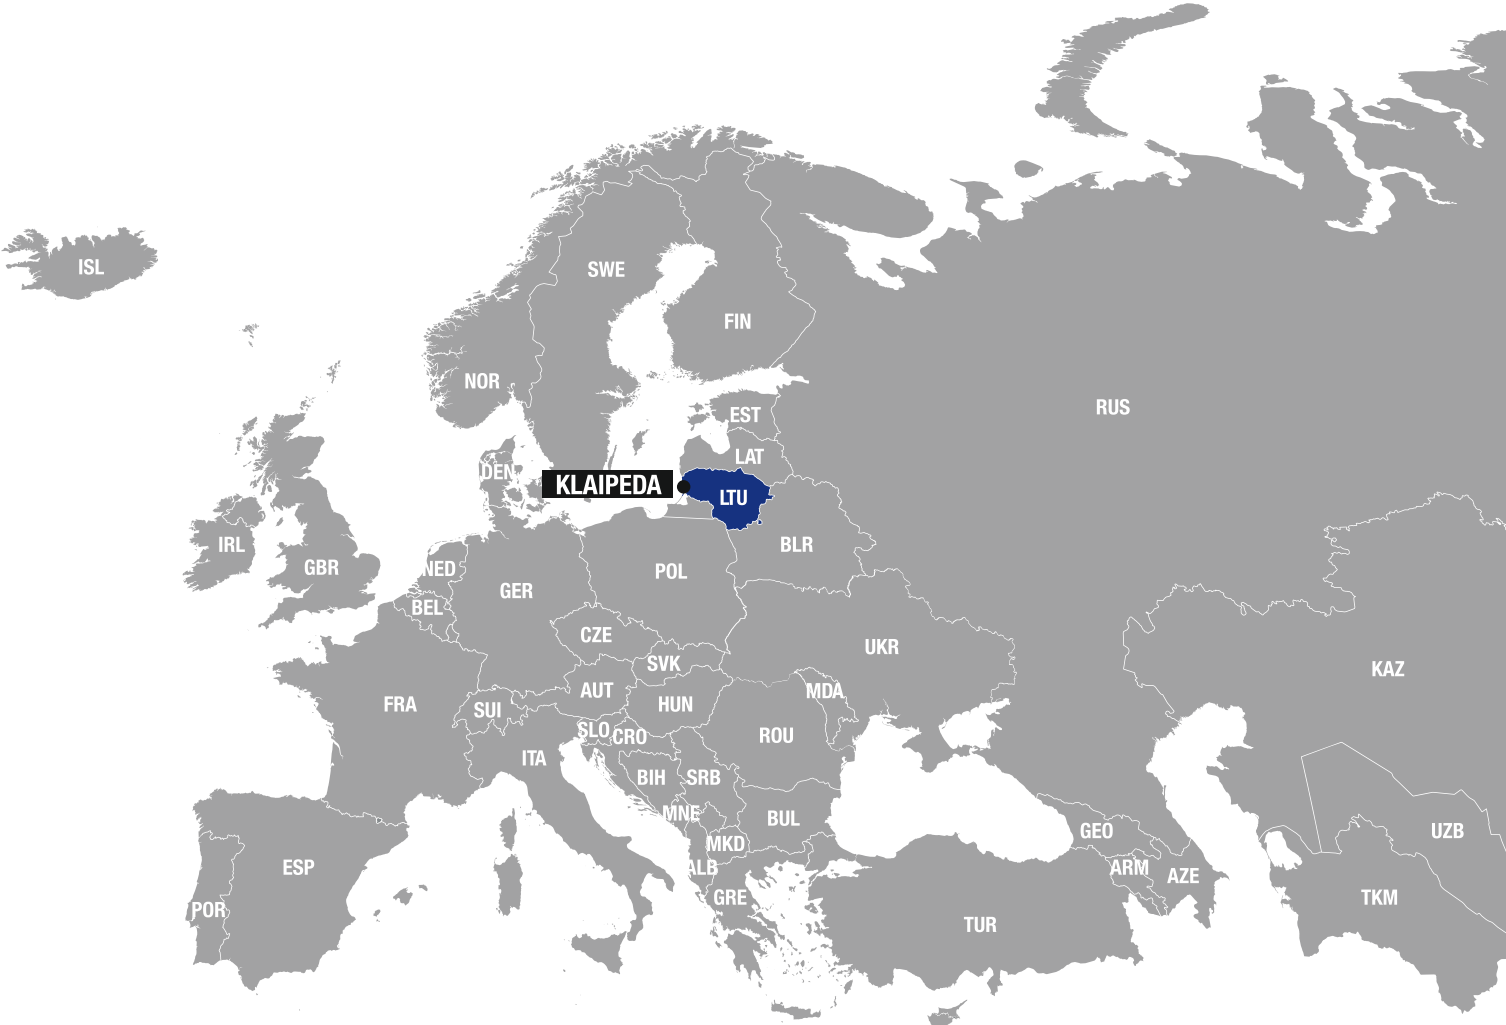 ISL
SWE
FIN
NOR
RUS
EST
LAT
DEN
KLAIPEDA
LTU
IRL
GBR
NED
BLR
POL
GER
BEL
CZE
UKR
SVK
KAZ
AUT
MDA
FRA
HUN
SUI
SLO
CRO
ROU
ITA
BIH
SRB
MNE
BUL
GEO
UZB
MKD
ESP
ALB
ARM
AZE
GRE
TKM
POR
TUR